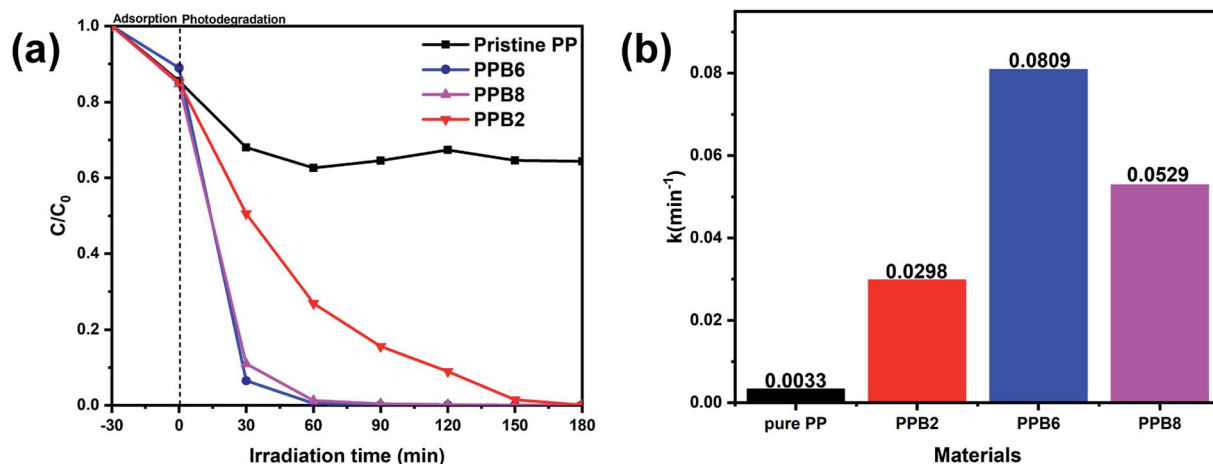 (a)
Adsorption Photodegradation
Pristine PP
PPB6
PPB8
PPB2
C/C0
1.0
0.8
0.6
0.4
0.2
0.0
-30 0 30 60 90 120 150 180
Irradiation time (min)
(b)
k(min-1)
0.08
0.06
0.04
0.02
0.00
0.0033
0.0298
0.0809
0.0529
pure PP PPB2 PPB6 PPB8
Materials